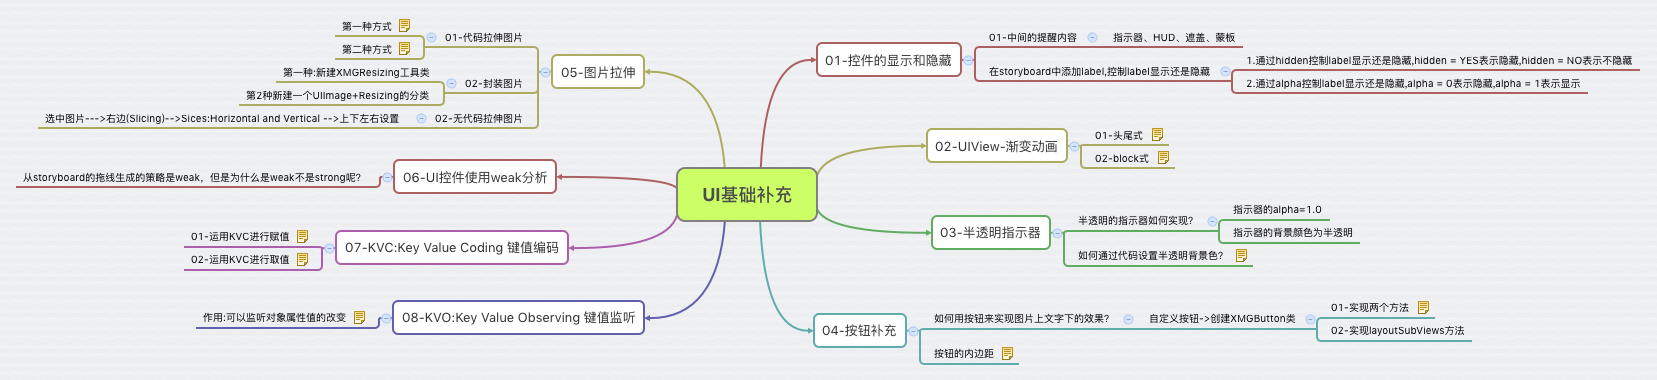 UI基础补充
01-控件的显示和隐藏
01-中间的提醒内容
指示器、HUD、遮盖、蒙板
在storyboard中添加label,控制label显示还是隐藏
1.通过hidden控制label显示还是隐藏,hidden = YES表示隐藏,hidden = NO表示不隐藏
2.通过alpha控制label显示还是隐藏,alpha = 0表示隐藏,alpha = 1表示显示
02-UIView-渐变动画
01-头尾式
02-block式
03-半透明指示器
半透明的指示器如何实现?
指示器的alpha=1.0
指示器的背景颜色为半透明
如何通过代码设置半透明背景色?
04-按钮补充
如何用按钮来实现图片上文字下的效果?
自定义按钮->创建XMGButton类
01-实现两个方法
02-实现layoutSubViews方法
按钮的内边距
05-图片拉伸
01-代码拉伸图片
第一种方式
第二种方式
02-封装图片
第一种:新建XMGResizing工具类
第2种新建一个UIImage+Resizing的分类
02-无代码拉伸图片
选中图片--->右边(Slicing)-->Sices:Horizontal and Vertical -->上下左右设置
06-UI控件使用weak分析
从storyboard的拖线生成的策略是weak，但是为什么是weak不是strong呢?
07-KVC:Key Value Coding 键值编码
01-运用KVC进行赋值
02-运用KVC进行取值
08-KVO:Key Value Observing 键值监听
作用:可以监听对象属性值的改变